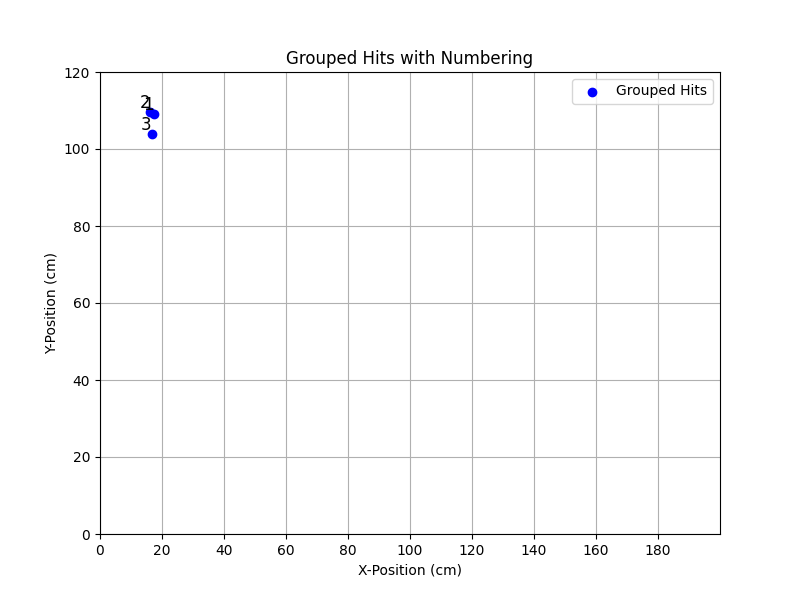 Grouped Hits with Numbering
120
100
80
60
40
20
0
Y-Position (cm)
2
1
3
Grouped Hits
0 20 40 60 80 100 120 140 160 180
X-Position (cm)